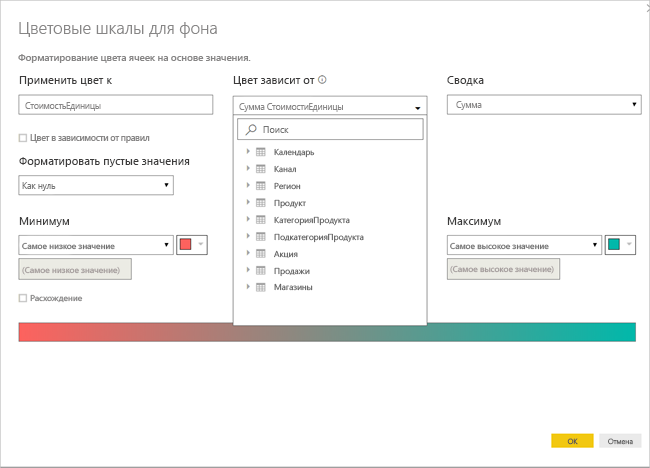 Цветовые шкалы для фона
Форматирование цвета ячеек на основе значения.
Применить цвет к
Цвет зависит от
Сводка
СтоимостьЕдиницы
Сумма СтоимостиЕдиницы
Сумма
Поиск
Цвет в зависимости от правил
Календарь
Форматировать пустые значения
Канал
Как нуль
Регион
Продукт
Минимум
КатегорияПродукта
Максимум
Самое низкое значение
ПодкатегорияПродукта
Самое высокое значение
Акция
(Самое низкое значение)
Продажи
(Самое высокое значение)
Магазины
Расхождение
ОК
Отмена